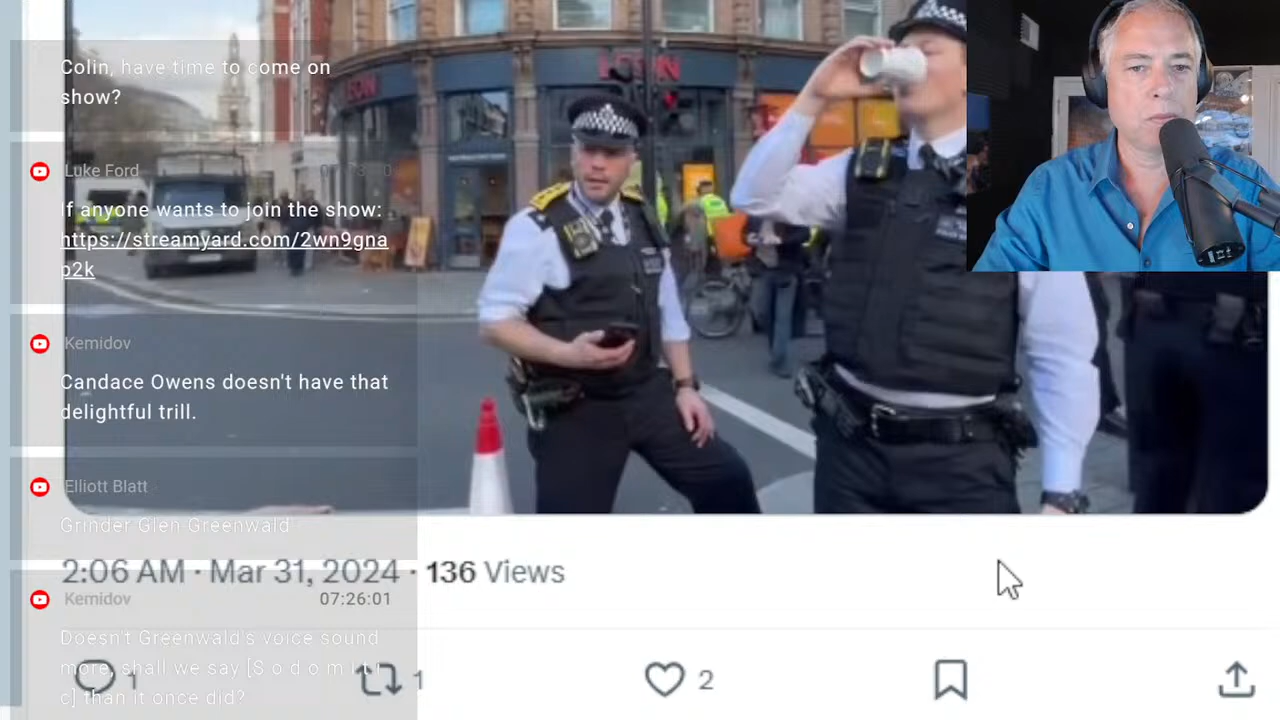 Colin, have time to come on
show?
LEON
LEON
Luke Ford
If anyone wants to join the show:
https://streamyard.com/2wn9gna
p2k
Kemidov
Candace Owens doesn't have that
delightful trill.
Elliott Blatt
Grinder Glen Greenwald
2:06 AM · Mar 31, 2024 · 136 Views
Kemidov 07:26:01
Doesn't Greenwald's voice sound
more, shall we say [S o d o m i t i
c] than it once did?
1 1 2